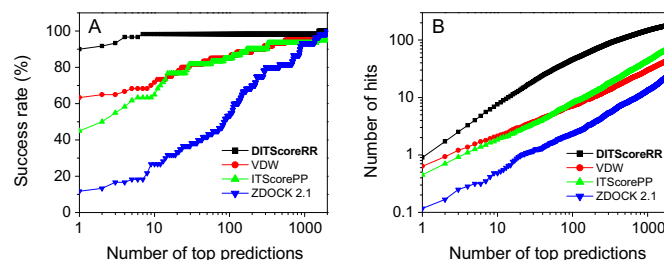 A
100
80
60
40
20
0
Success rate (%)
DITScoreRR
VDW
ITScorePP
ZDOCK 2.1
1 10 100 1000
Number of top predictions
B
100
10
1
0.1
Number of hits
DITScoreRR
VDW
ITScorePP
ZDOCK 2.1
1 10 100 1000
Number of top predictions